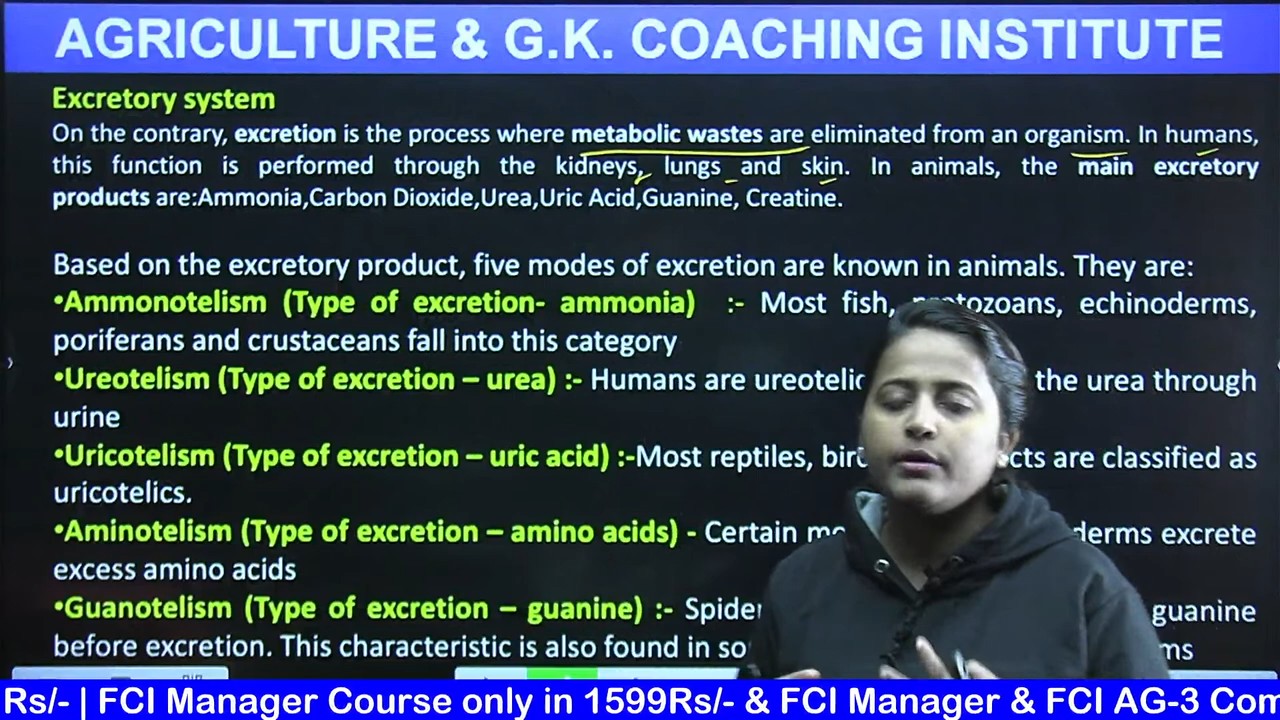 AGRICULTURE & G.K. COACHING INSTITUTE
Excretory system
On the contrary, excretion is the process where metabolic wastes are eliminated from an organism. In humans,
this function is performed through the kidneys, lungs and skin. In animals, the main excretory
products are:Ammonia,Carbon Dioxide,Urea,Uric Acid,Guanine, Creatine.
Based on the excretory product, five modes of excretion are known in animals. They are:
•Ammonotelism (Type of excretion- ammonia) :- Most fish, protozoans, echinoderms,
poriferans and crustaceans fall into this category
•Ureotelism (Type of excretion – urea) :- Humans are the urea through
urine
•Uricotelism (Type of excretion – uric acid) :-Most reptiles, are classified as
uricotelics.
•Aminotelism (Type of excretion – amino acids) - Certain excrete
excess amino acids
•Guanotelism (Type of excretion – guanine) :- guanine
before excretion. This characteristic is also found in
Rs/- | FCI Manager Course only in 1599Rs/- & FCI Manager & FCI AG-3 Com